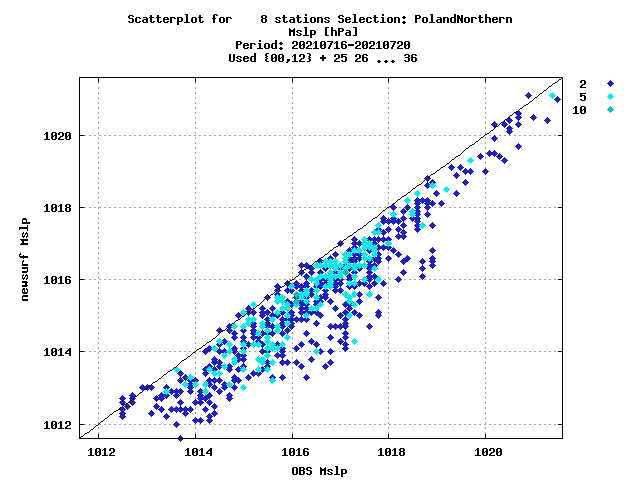 Scatterplot for    8 stations Selection: PolandNorthern
Mslp [hPa]
Period: 20210716-20210720
Used {00,12} + 25 26 ... 36
2
5
10
1020
1018
1016
1014
1012
newsurf Mslp
1012 1014 1016 1018 1020
OBS Mslp